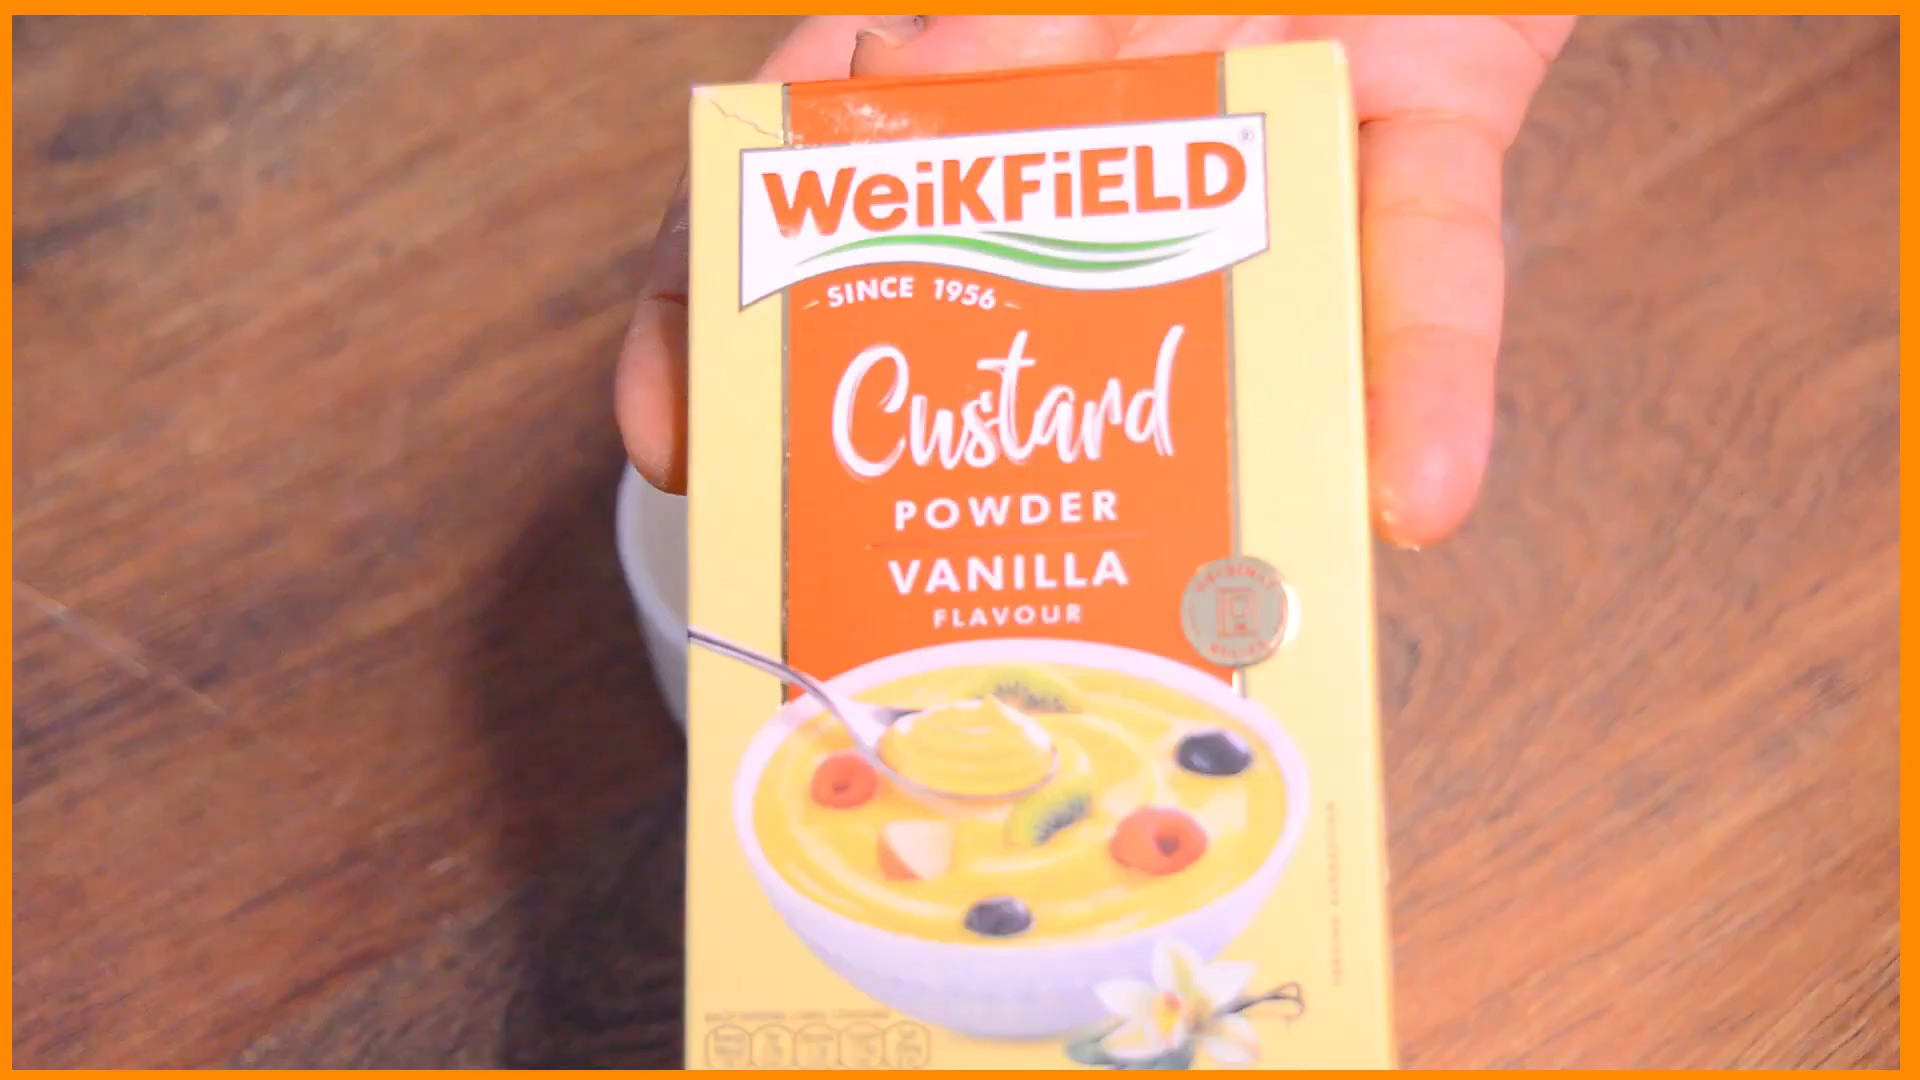 WeiKFiELD®
SINCE 1956
Custard
POWDER
VANILLA
FLAVOUR